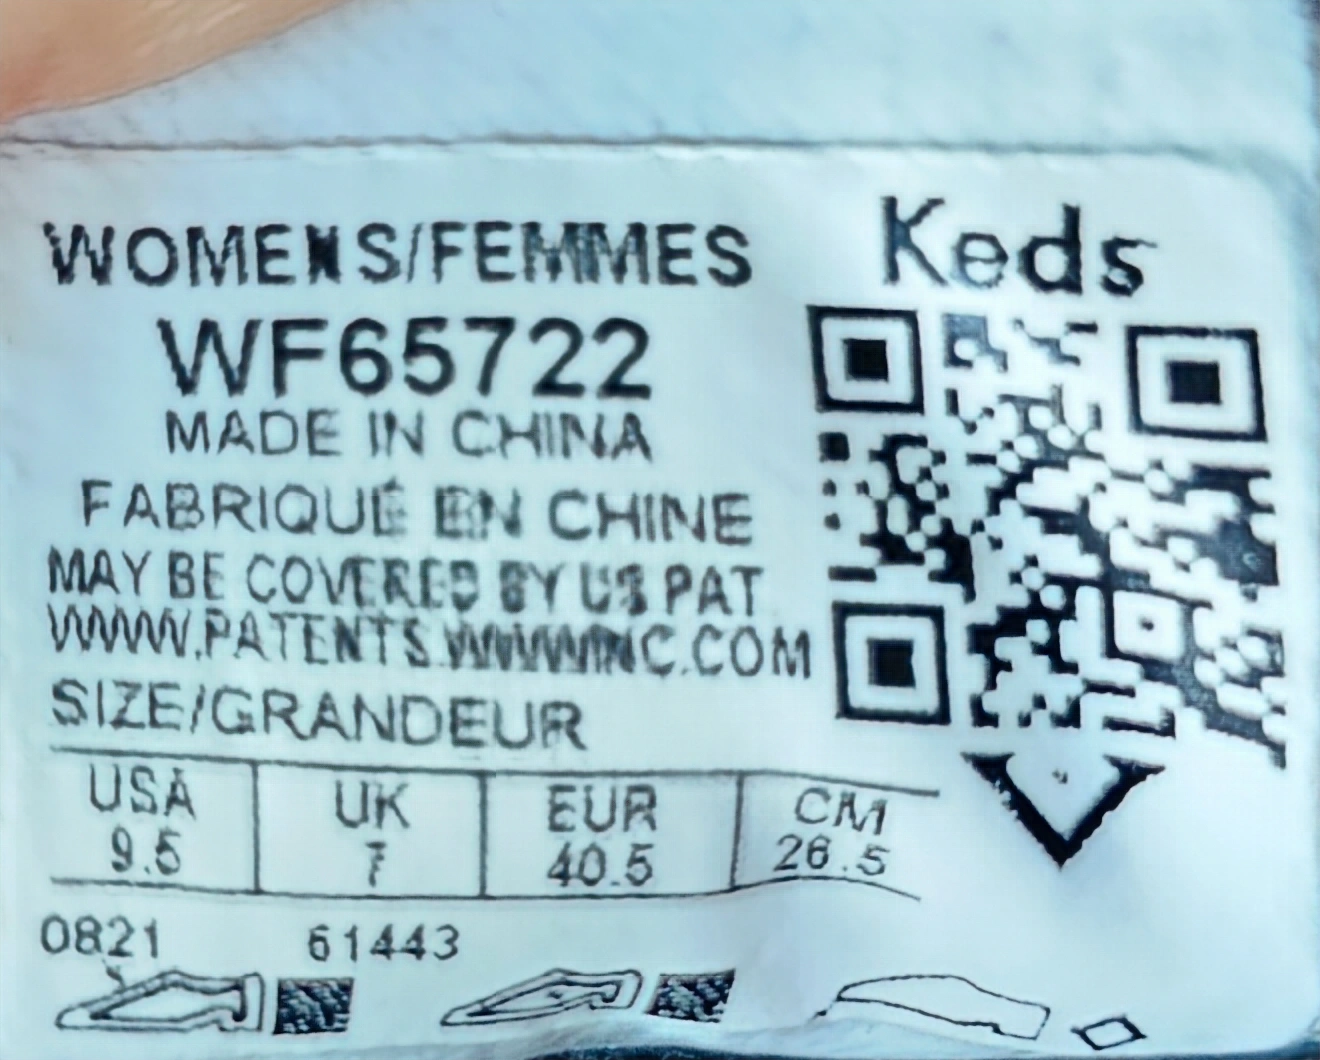 Keds
WOMENS/FEMMES
WF65722
MADE IN CHINA
FABRIQUÉ EN CHINE
MAY BE COVERED BY US PAT
WWW.PATENTS.WWWINC.COM
SIZE/GRANDEUR
USA UK EUR CM
9.5 7 40.5 26.5
0821 61443